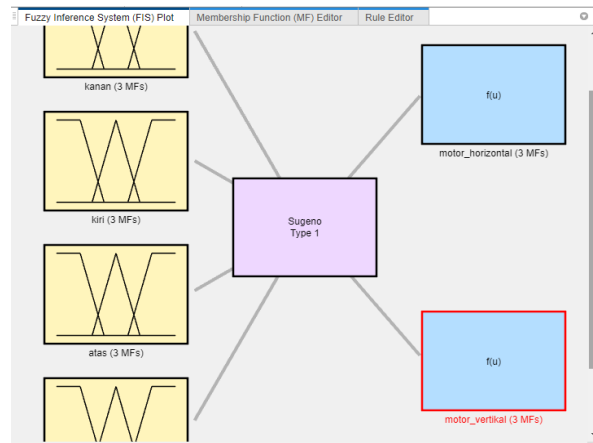 Fuzzy Inference System (FIS) Plot
Membership Function (MF) Editor
Rule Editor
kanan (3 MFs)
kiri (3 MFs)
atas (3 MFs)
Sugeno
Type 1
f(u)
motor_horizontal (3 MFs)
f(u)
motor_vertikal (3 MFs)